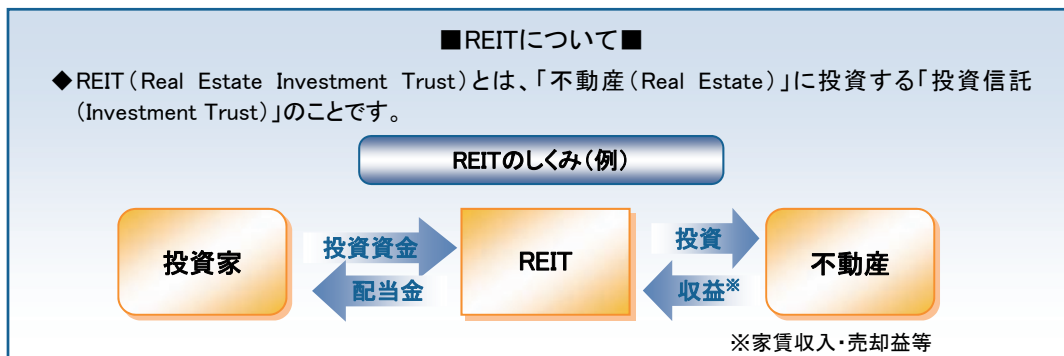 ■REITについて■
◆REIT(Real Estate Investment Trust)とは、「不動産(Real Estate)」に投資する「投資信託
(Investment Trust)」のことです。
REITのしくみ(例)
投資家
投資資金
配当金
REIT
投資
収益※
不動産
※家賃収入・売却益等